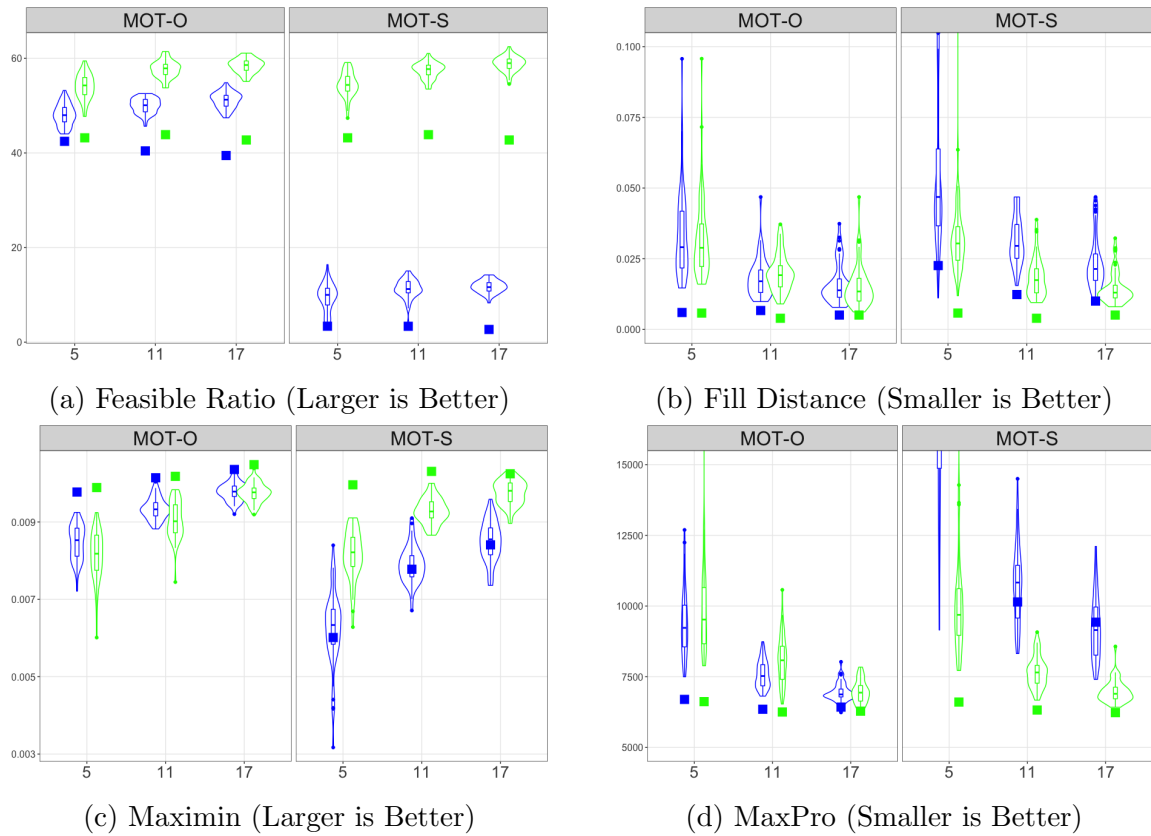 MOT-O MOT-S
60
40
20
0
5 11 17 5 11 17
(a) Feasible Ratio (Larger is Better)
MOT-O MOT-S
0.100
0.075
0.050
0.025
0.000
5 11 17 5 11 17
(b) Fill Distance (Smaller is Better)
MOT-O MOT-S
0.009
0.007
0.005
0.003
5 11 17 5 11 17
(c) Maximin (Larger is Better)
MOT-O MOT-S
15000
12500
10000
7500
5000
5 11 17 5 11 17
(d) MaxPro (Smaller is Better)